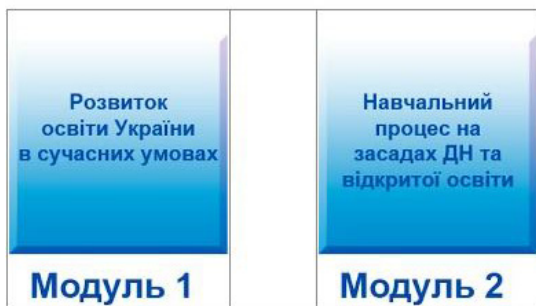 Розвиток
освіти України
в сучасних умовах
Модуль 1
Навчальний
процес на
засадах ДН та
відкритої освіти
Модуль 2